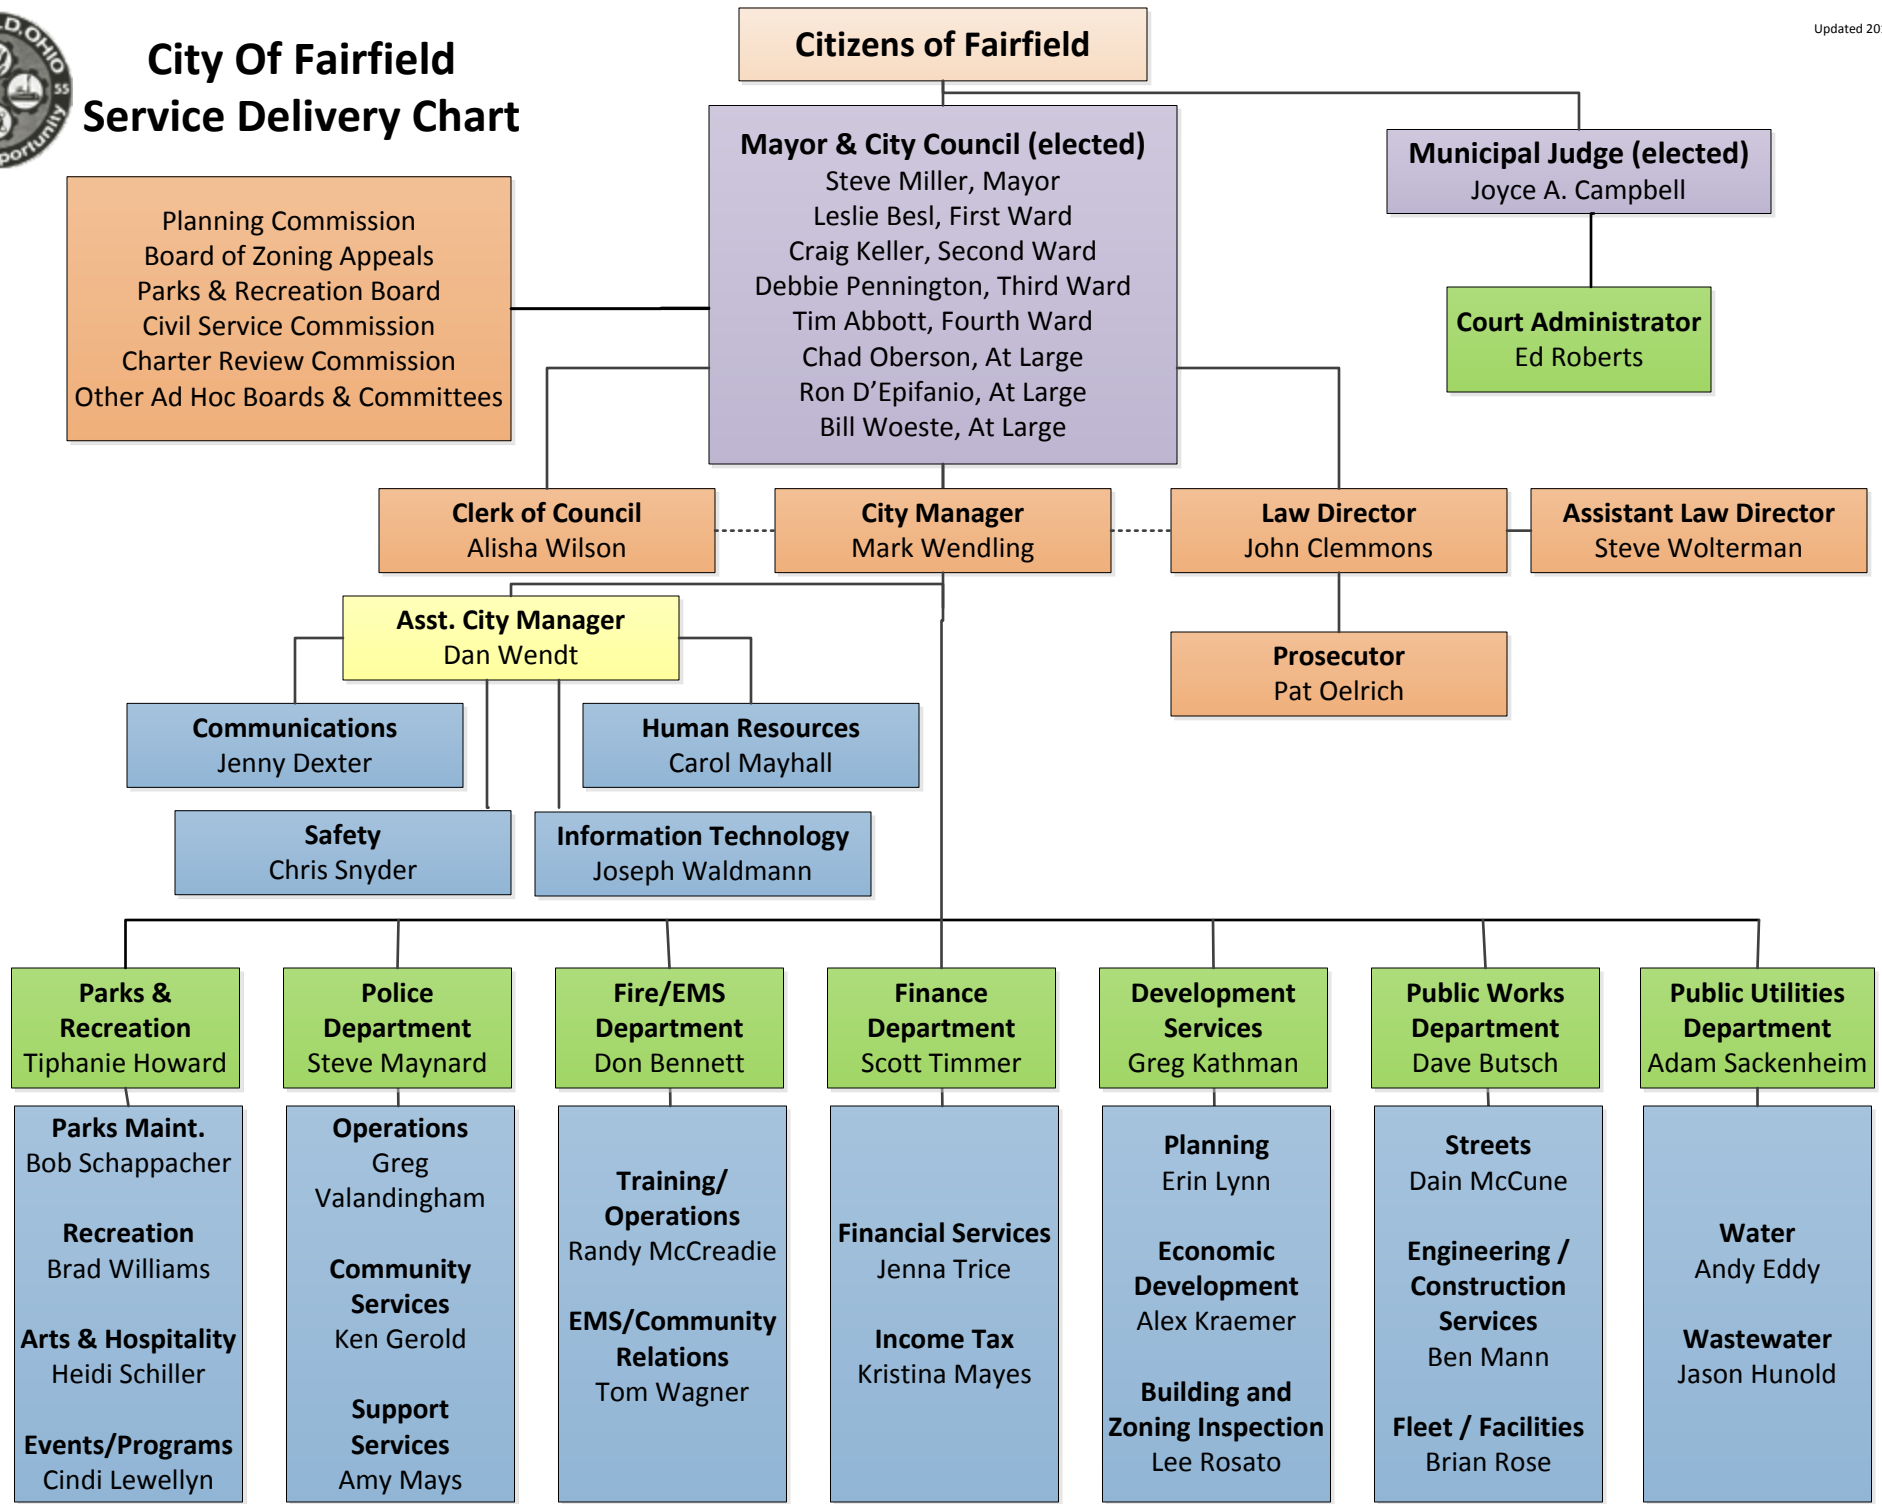 City Of Fairfield
Service Delivery Chart
Citizens of Fairfield
Updated
Mayor & City Council (elected)
Steve Miller, Mayor
Leslie Besl, First Ward
Craig Keller, Second Ward
Debbie Pennington, Third Ward
Tim Abbott, Fourth Ward
Chad Oberson, At Large
Ron D’Epifanio, At Large
Bill Woeste, At Large
Municipal Judge (elected)
Joyce A. Campbell
Court Administrator
Ed Roberts
Planning Commission
Board of Zoning Appeals
Parks & Recreation Board
Civil Service Commission
Charter Review Commission
Other Ad Hoc Boards & Committees
Clerk of Council
Alisha Wilson
City Manager
Mark Wendling
Law Director
John Clemmons
Assistant Law Director
Steve Wolterman
Asst. City Manager
Dan Wendt
Prosecutor
Pat Oelrich
Communications
Jenny Dexter
Human Resources
Carol Mayhall
Safety
Chris Snyder
Information Technology
Joseph Waldmann
Parks &
Recreation
Tiphanie Howard
Police
Department
Steve Maynard
Fire/EMS
Department
Don Bennett
Finance
Department
Scott Timmer
Development
Services
Greg Kathman
Public Works
Department
Dave Butsch
Public Utilities
Department
Adam Sackenheim
Parks Maint.
Bob Schappacher
Recreation
Brad Williams
Arts & Hospitality
Heidi Schiller
Events/Programs
Cindi Lewellyn
Operations
Greg
Valandingham
Community
Services
Ken Gerold
Support
Services
Amy Mays
Training/
Operations
Randy McCreadie
EMS/Community
Relations
Tom Wagner
Financial Services
Jenna Trice
Income Tax
Kristina Mayes
Planning
Erin Lynn
Economic
Development
Alex Kraemer
Building and
Zoning Inspection
Lee Rosato
Streets
Dain McCune
Engineering /
Construction
Services
Ben Mann
Fleet / Facilities
Brian Rose
Water
Andy Eddy
Wastewater
Jason Hunold